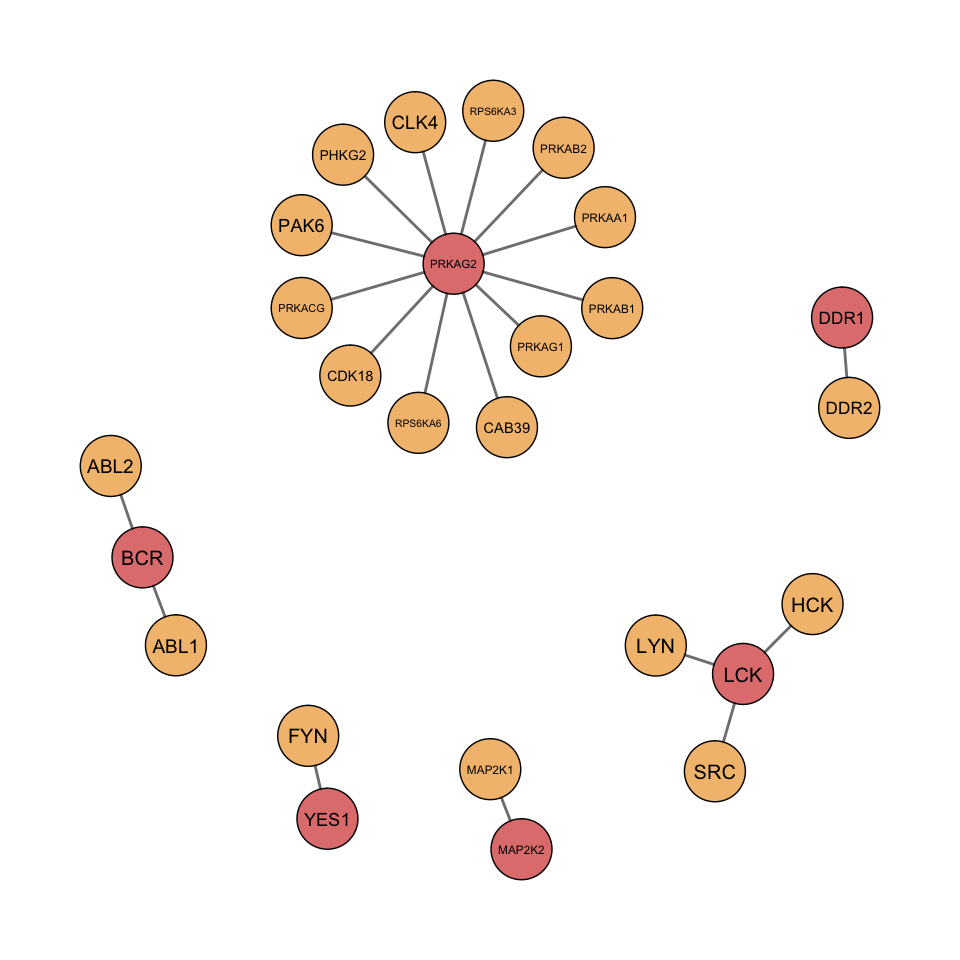 RPS6KA3
CLK4
PRKAB2
PHKG2
PRKAA1
PAK6
PRKAG2
PRKACG
PRKAB1
DDR1
PRKAG1
CDK18
DDR2
RPS6KA6
CAB39
ABL2
BCR
HCK
ABL1
LYN
LCK
FYN
MAP2K1
SRC
YES1
MAP2K2